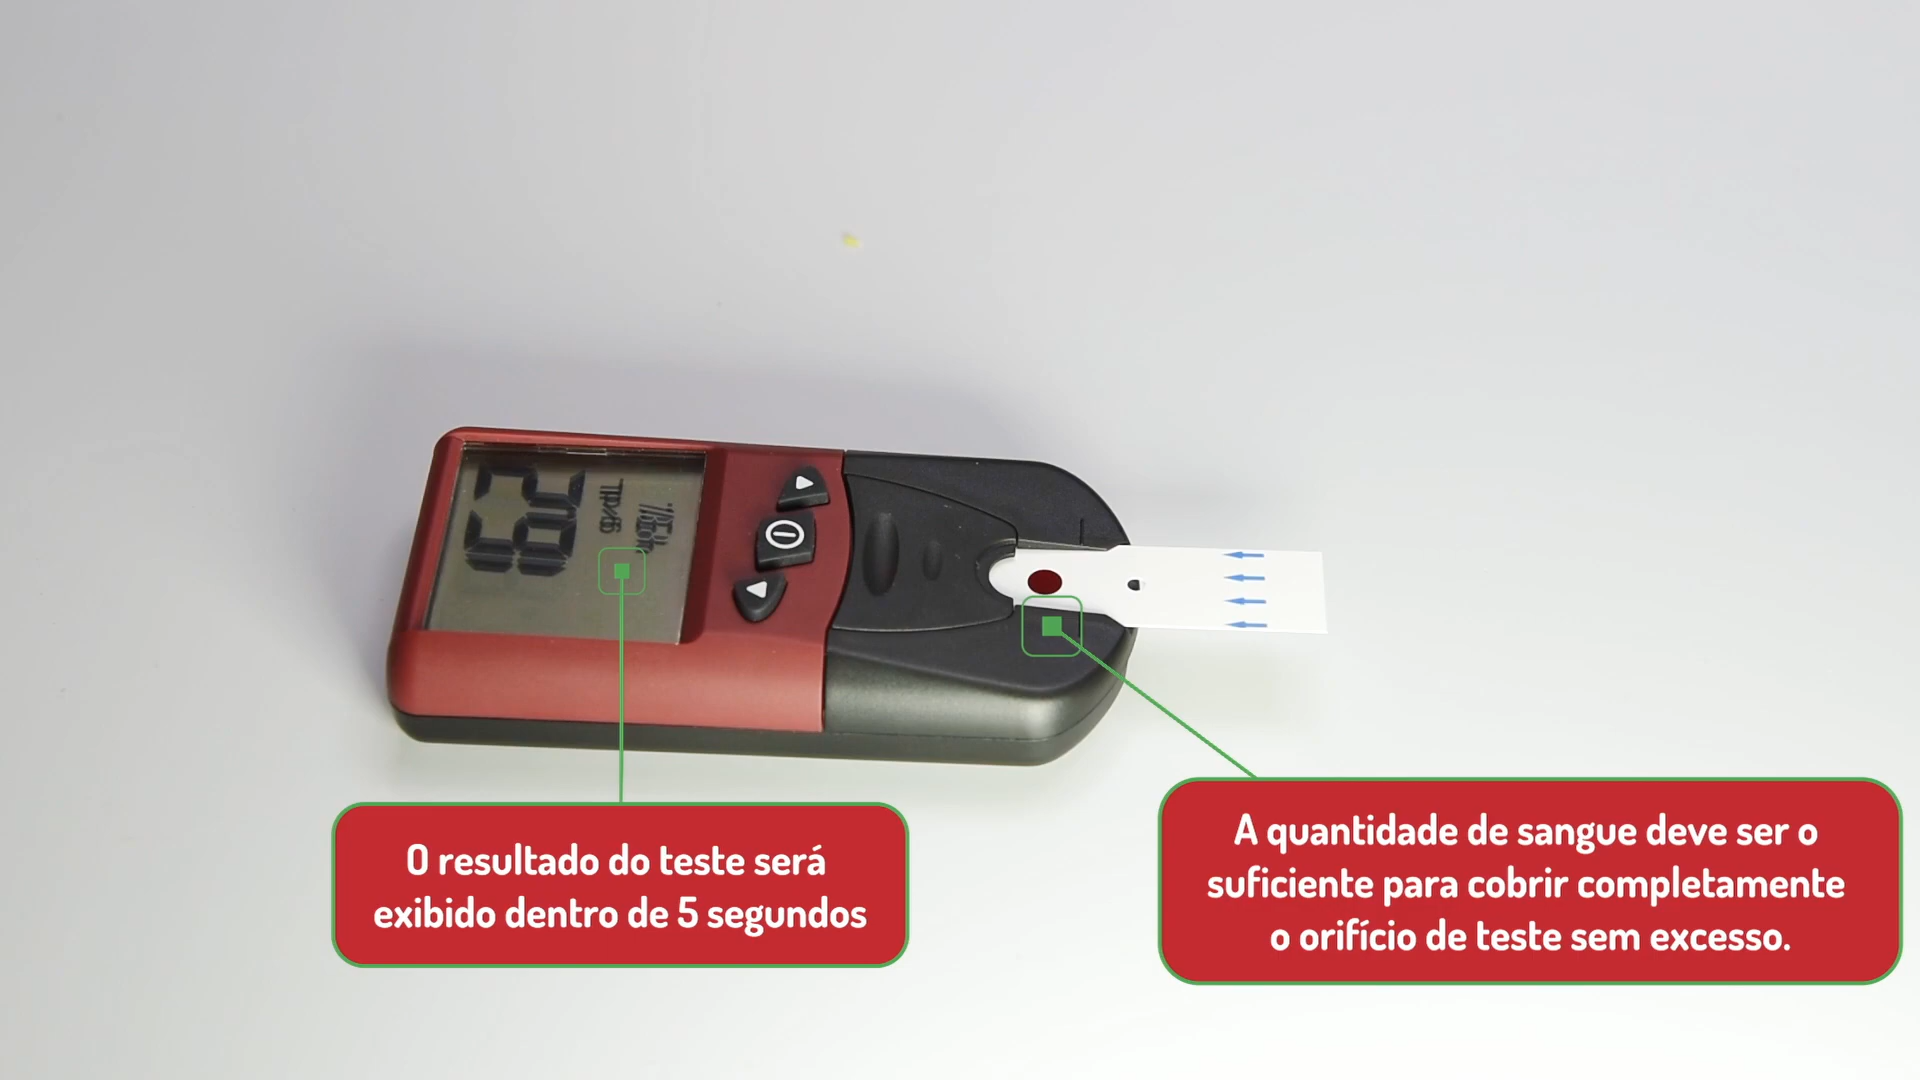 O resultado do teste será
exibido dentro de 5 segundos
A quantidade de sangue deve ser o
suficiente para cobrir completamente
o orifício de teste sem excesso.